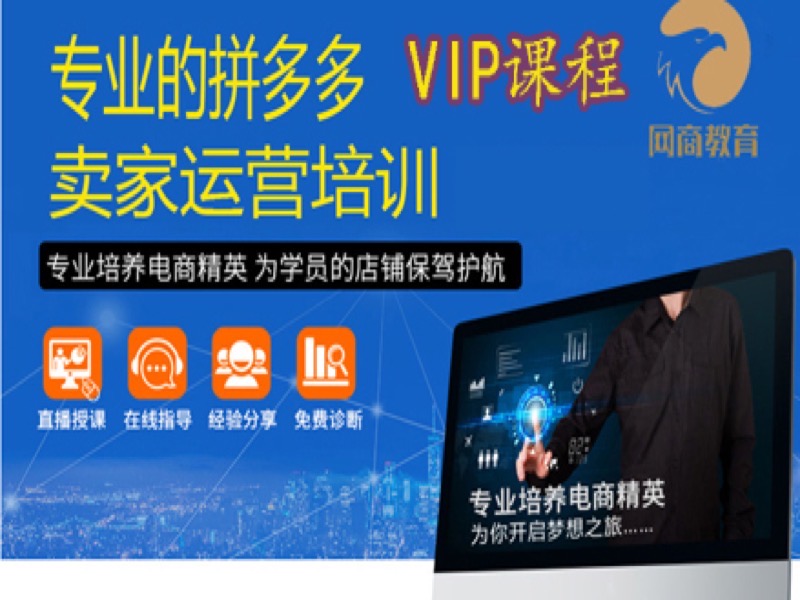 专业的拼多多 VIP课程
网商教育
卖家运营培训
专业培养电商精英 为学员的店铺保驾护航
直播授课 在线指导 经验分享 免费诊断
专业培养电商精英
为你开启梦想之旅......